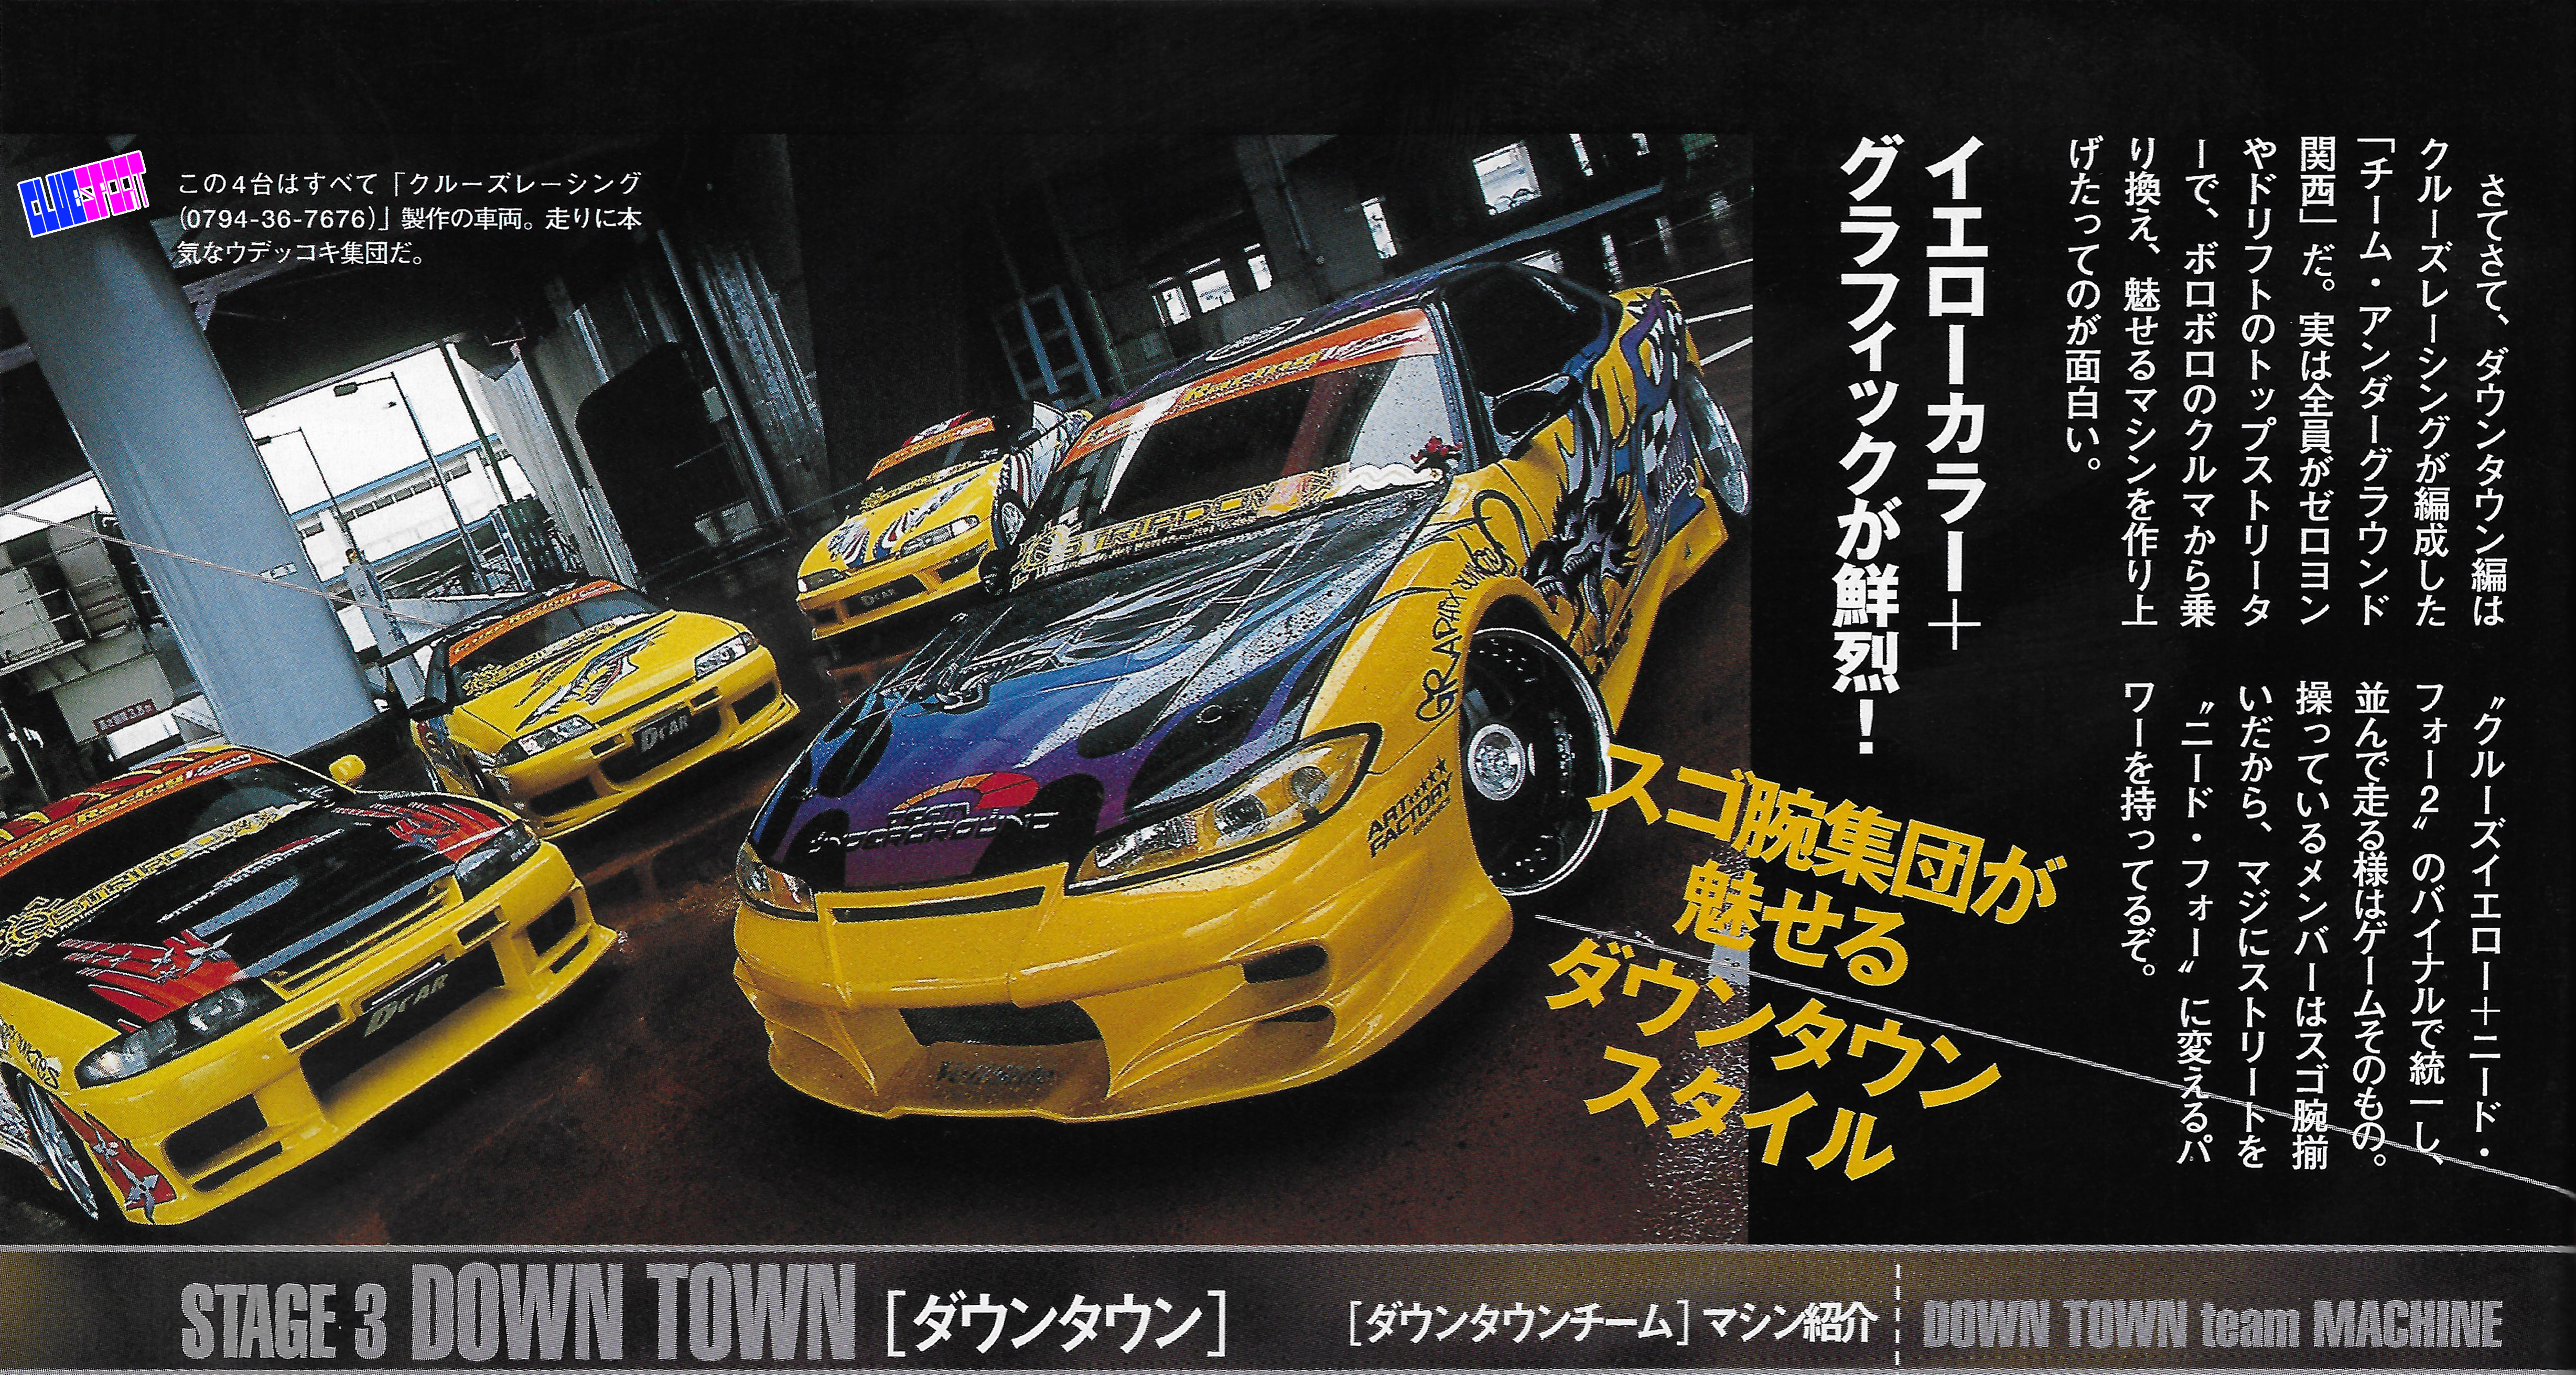 CLUB the SPORT
この4台はすべて「クルーズレーシング
(0794-36-7676)」製作の車両。走りに本
気なウデッコキ集団だ。
イエローカラー＋
グラフィックが鮮烈！
さてさて、ダウンタウン編は
クルーズレーシングが編成した
「チーム・アンダーグラウンド
関西」だ。実は全員がゼロヨン
やドリフトのトップストリータ
ーで、ボロボロのクルマから乗
り換え、魅せるマシンを作り上
げたってのが面白い。
〝クルーズイエロー＋ニード・
フォー2〟のバイナルで統一し、
並んで走る様はゲームそのもの。
操っているメンバーはスゴ腕揃
いだから、マジにストリートを
〝ニード・フォー〟に変えるパ
ワーを持ってるぞ。
スゴ腕集団が
魅せる
ダウンタウン
スタイル
Racing
STRIPDOM
GRAPHIX
TEAM
UNDERGROUND
ART★★★★★
FACTORY
D'CAR
D'CAR
D'CAR
STAGE 3 DOWN TOWN [ダウンタウン]
[ダウンタウンチーム] マシン紹介
DOWN TOWN team MACHINE